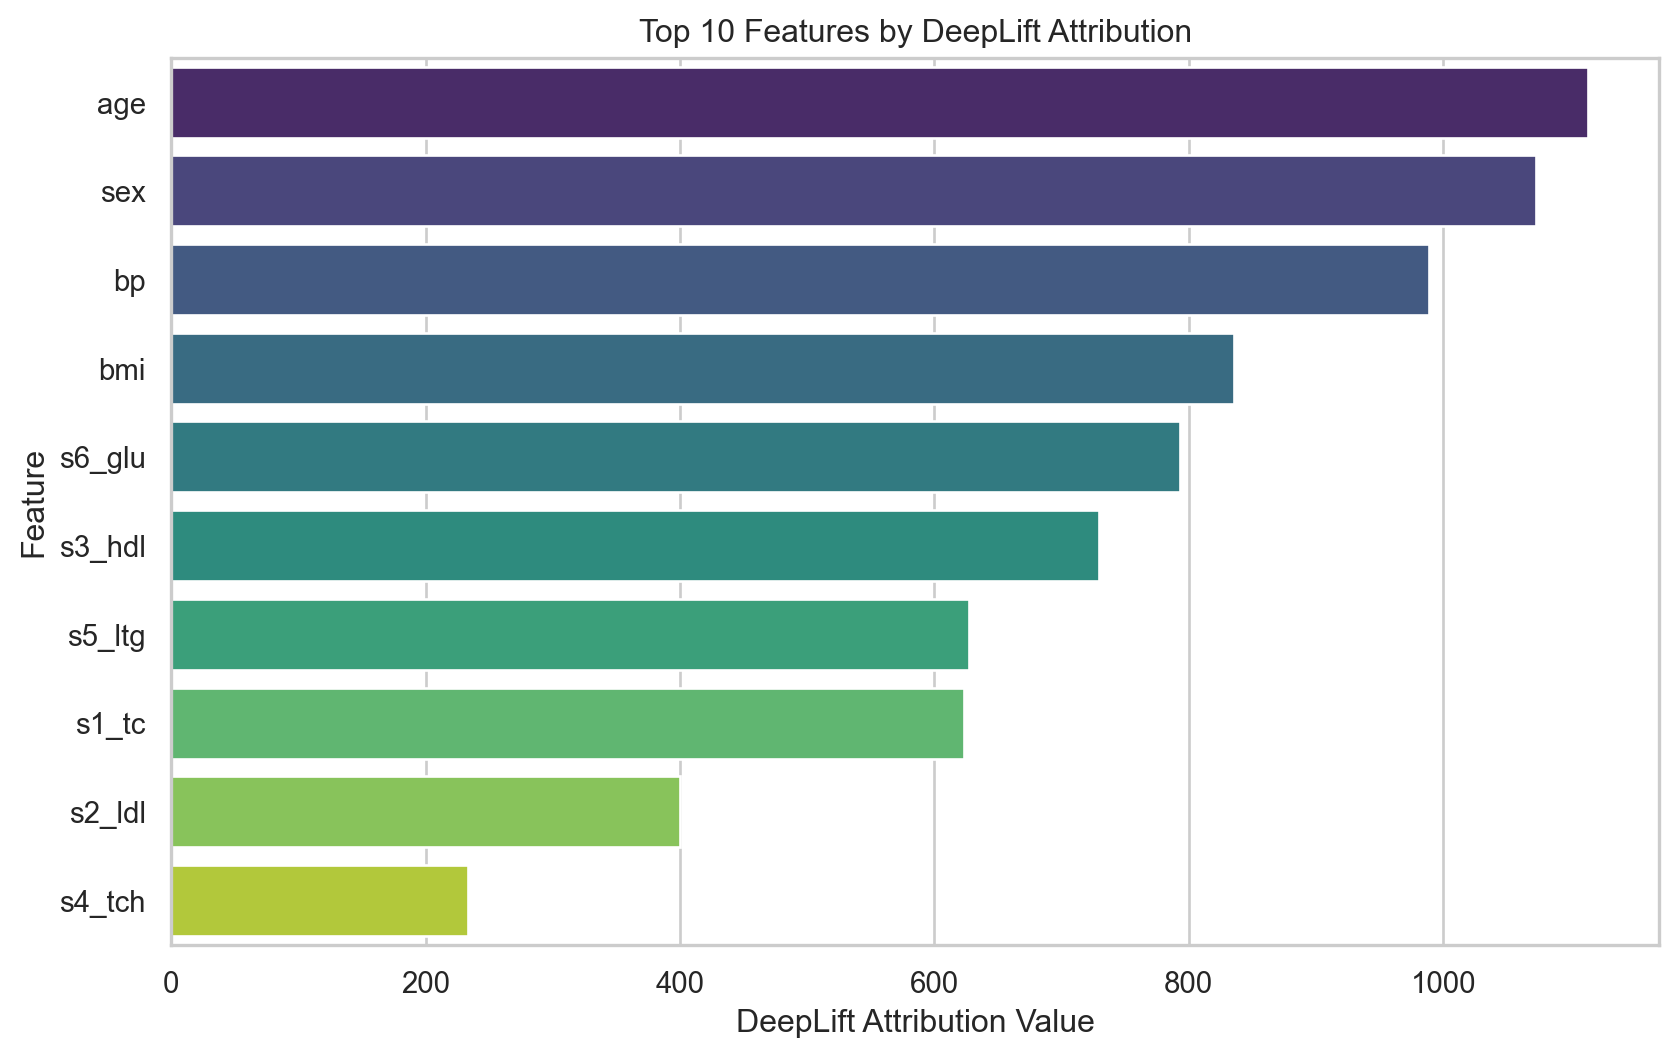 Top 10 Features by DeepLift Attribution
age
sex
bp
bmi
s6_glu
s3_hdl
s5_ltg
s1_tc
s2_ldl
s4_tch
Feature
0 200 400 600 800 1000
DeepLift Attribution Value